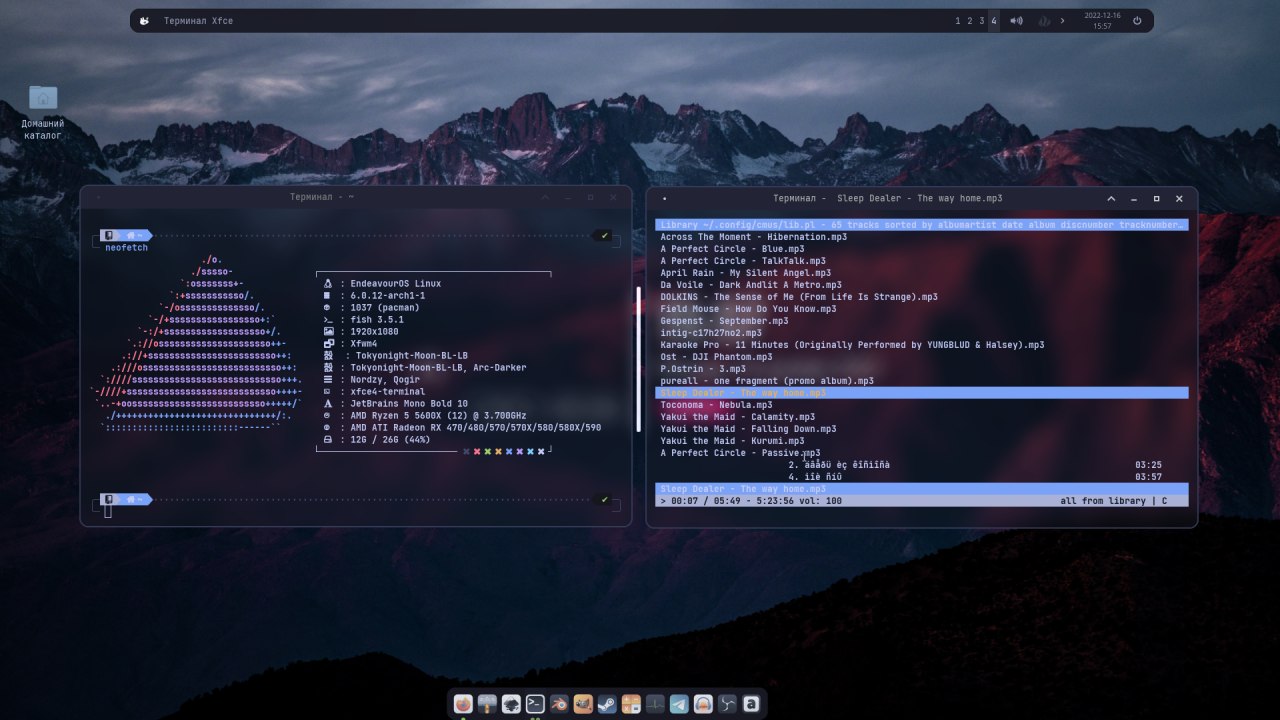 Терминал Xfce
1 2 3 4
2022-12-16
15:57
Домашний
каталог
Терминал - ~
~
neofetch
./o.
./sssso-
`:osssssss+-
`:+sssssssssso/.
`-/ossssssssssssso/.
`-/+sssssssssssssssso+:`
`-:/+sssssssssssssssssso+/.
`.://osssssssssssssssssssso++-
.://+ssssssssssssssssssssssso++:
.:///ossssssssssssssssssssssssso++:
`:////ssssssssssssssssssssssssssso+++.
`-////+ssssssssssssssssssssssssssso++++-
`..-+oosssssssssssssssssssssssso+++++/`
./++++++++++++++++++++++++++++++/:.
`:::::::::::::::::::::::::------``
: EndeavourOS Linux
: 6.0.12-arch1-1
: 1037 (pacman)
: fish 3.5.1
: 1920x1080
: Xfwm4
: Tokyonight-Moon-BL-LB
: Tokyonight-Moon-BL-LB, Arc-Darker
: Nordzy, Qogir
: xfce4-terminal
: JetBrains Mono Bold 10
: AMD Ryzen 5 5600X (12) @ 3.700GHz
: AMD ATI Radeon RX 470/480/570/570X/580/580X/590
: 12G / 26G (44%)
~
Терминал - Sleep Dealer - The way home.mp3
Library ~/.config/cmus/lib.pl - 65 tracks sorted by albumartist date album discnumber tracknumber…
Across The Moment - Hibernation.mp3
A Perfect Circle - Blue.mp3
A Perfect Circle - TalkTalk.mp3
April Rain - My Silent Angel.mp3
Da Voile - Dark Andlit A Metro.mp3
DOLKINS - The Sense of Me (From Life Is Strange).mp3
Field Mouse - How Do You Know.mp3
Gespenst - September.mp3
intig-c17h27no2.mp3
Karaoke Pro - 11 Minutes (Originally Performed by YUNGBLUD & Halsey).mp3
Ost - DJI Phantom.mp3
P.Ostrin - 3.mp3
pureall - one fragment (promo album).mp3
Sleep Dealer - The way home.mp3
Toconoma - Nebula.mp3
Yakui the Maid - Calamity.mp3
Yakui the Maid - Falling Down.mp3
Yakui the Maid - Kurumi.mp3
A Perfect Circle - Passive.mp3
2. àäåðü èç êîñìîñà 03:25
4. ìîè ñíû 03:57
Sleep Dealer - The way home.mp3
> 00:07 / 05:49 - 5:23:56 vol: 100 all from library | C